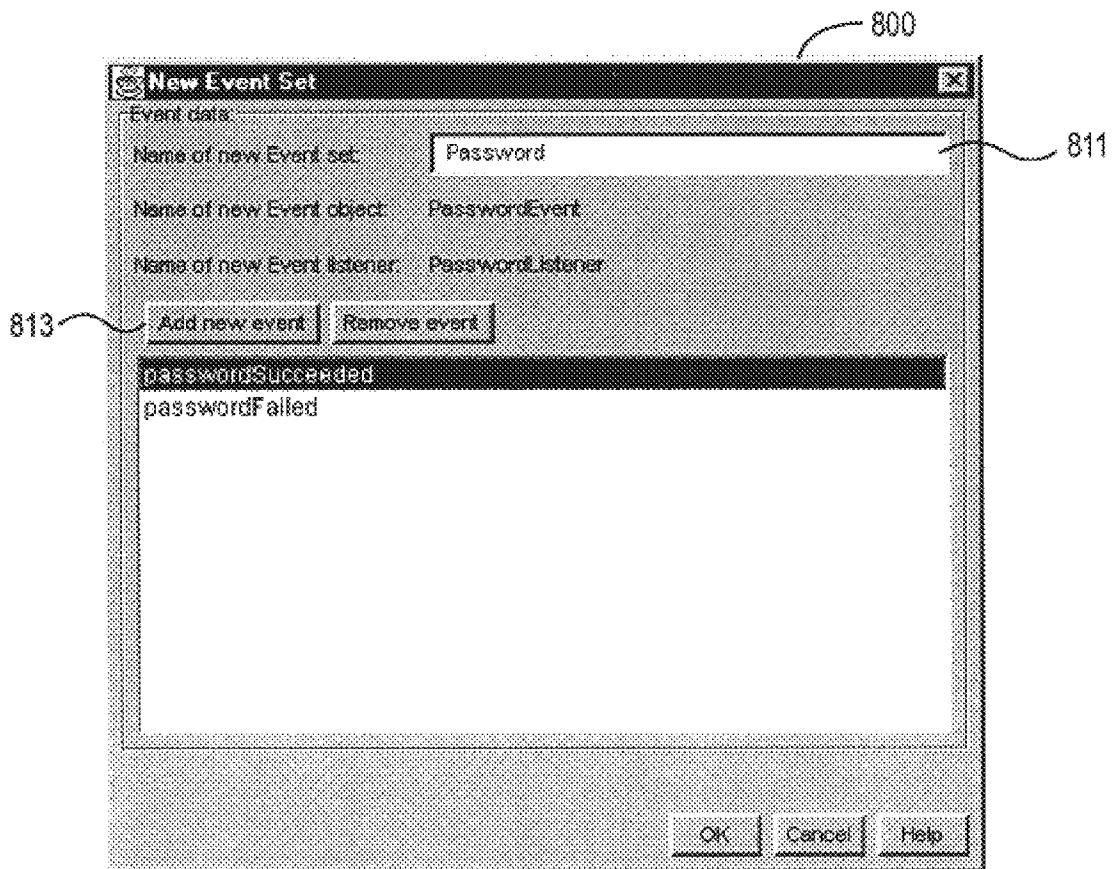 800
New Event Set
Event data:
Name of new Event set: Password
811
Name of new Event object: PasswordEvent
Name of new Event listener: PasswordListener
813
Add new event Remove event
passwordSucceeded
passwordFailed
OK Cancel Help